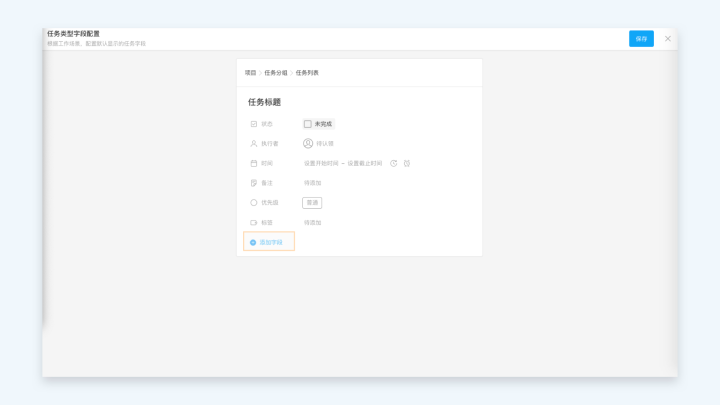 任务类型字段配置
根据工作场景，配置默认显示的任务字段
保存
项目 > 任务分组 > 任务列表
任务标题
状态 未完成
执行者 待认领
时间 设置开始时间 - 设置截止时间
备注 待添加
优先级 普通
标签 待添加
添加字段